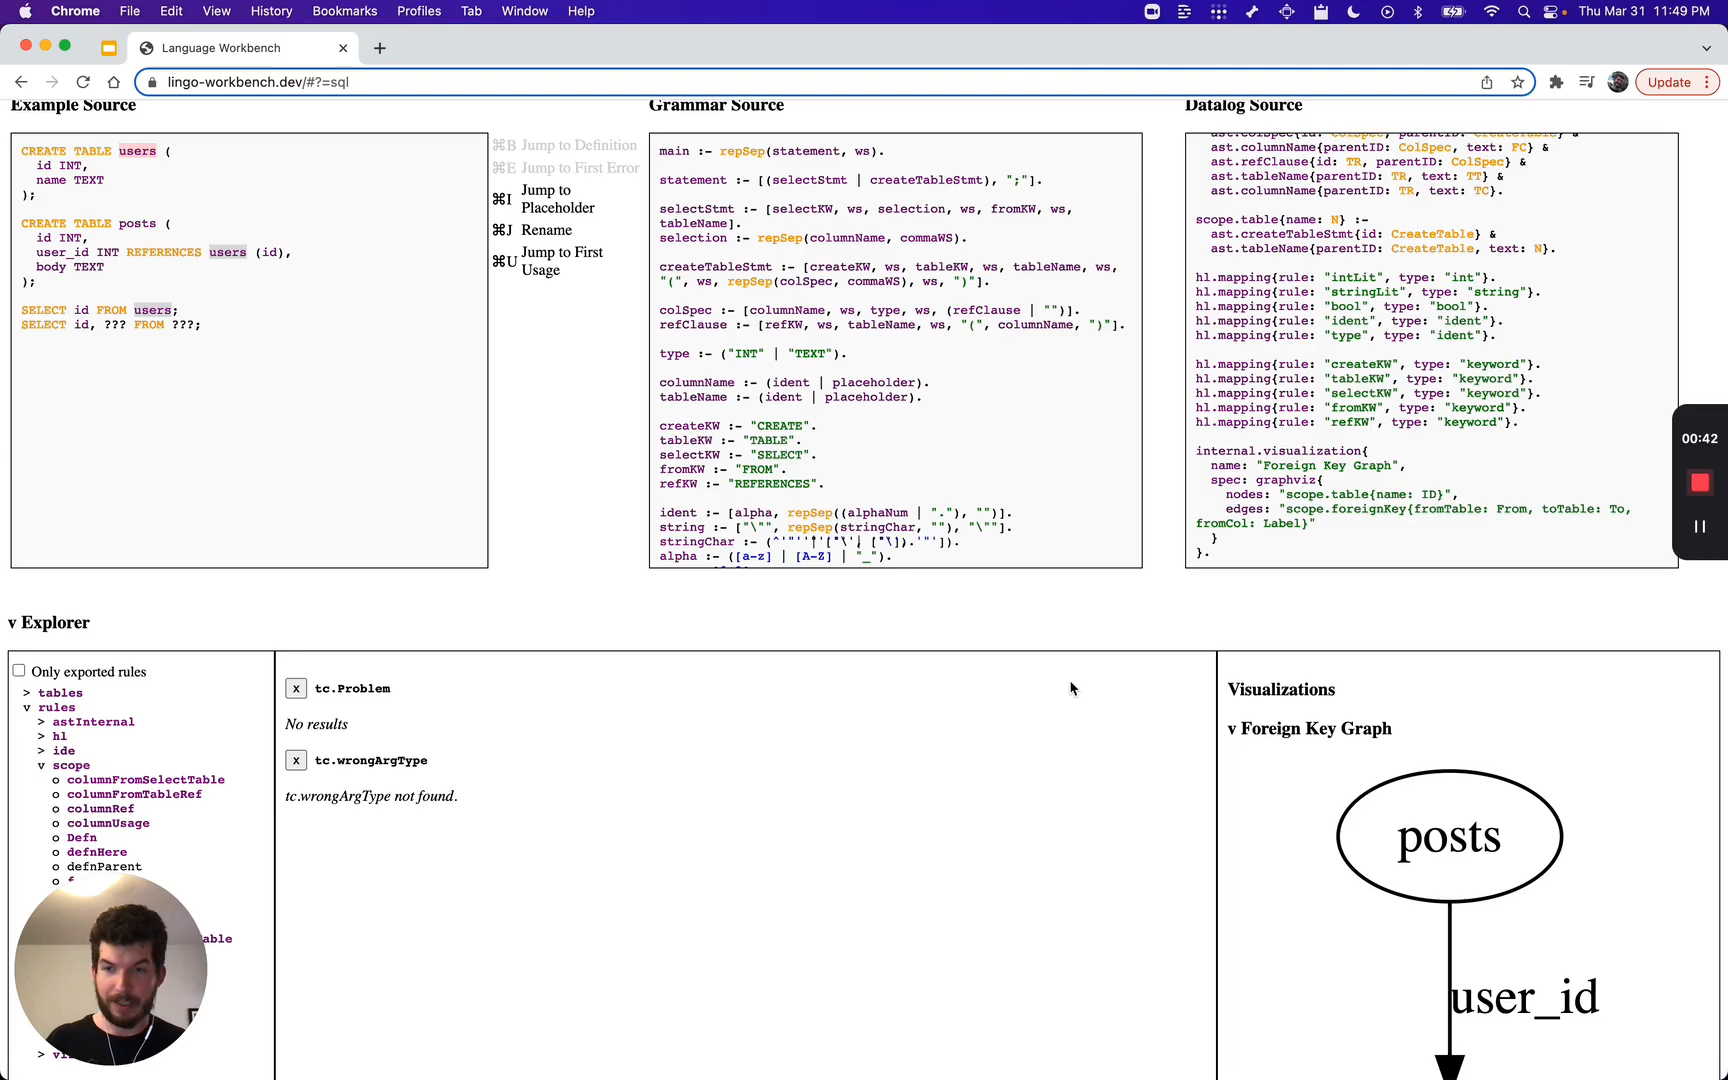 Chrome File Edit View History Bookmarks Profiles Tab Window Help Thu Mar 31 11:49 PM
Language Workbench
lingo-workbench.dev/#?=sql
Update
Example Source
CREATE TABLE users (
id INT,
name TEXT
);
CREATE TABLE posts (
id INT,
user_id INT REFERENCES users (id),
body TEXT
);
SELECT id FROM users;
SELECT id, ??? FROM ???;
⌘B Jump to Definition
⌘E Jump to First Error
⌘I Jump to
Placeholder
⌘J Rename
⌘U Jump to First
Usage
Grammar Source
main :- repSep(statement, ws).
statement :- [(selectStmt | createTableStmt), ";"].
selectStmt :- [selectKW, ws, selection, ws, fromKW, ws,
tableName].
selection :- repSep(columnName, commaWS).
createTableStmt :- [createKW, ws, tableKW, ws, tableName, ws,
"(", ws, repSep(colSpec, commaWS), ws, ")"].
colSpec :- [columnName, ws, type, ws, (refClause | "")].
refClause :- [refKW, ws, tableName, ws, "(", columnName, ")"].
type :- ("INT" | "TEXT").
columnName :- (ident | placeholder).
tableName :- (ident | placeholder).
createKW :- "CREATE".
tableKW :- "TABLE".
selectKW :- "SELECT".
fromKW :- "FROM".
refKW :- "REFERENCES".
ident :- [alpha, repSep((alphaNum | "."), "")].
string :- ["\"", repSep(stringChar, ""), "\""].
stringChar :-
alpha :- ([a-z] | [A-Z] | "_").
Datalog Source
ast.colSpec{id: ColSpec, parentID: CreateTable} &
ast.columnName{parentID: ColSpec, text: FC} &
ast.refClause{id: TR, parentID: ColSpec} &
ast.tableName{parentID: TR, text: TT} &
ast.columnName{parentID: TR, text: TC}.
scope.table{name: N} :-
ast.createTableStmt{id: CreateTable} &
ast.tableName{parentID: CreateTable, text: N}.
hl.mapping{rule: "intLit", type: "int"}.
hl.mapping{rule: "stringLit", type: "string"}.
hl.mapping{rule: "bool", type: "bool"}.
hl.mapping{rule: "ident", type: "ident"}.
hl.mapping{rule: "type", type: "ident"}.
hl.mapping{rule: "createKW", type: "keyword"}.
hl.mapping{rule: "tableKW", type: "keyword"}.
hl.mapping{rule: "selectKW", type: "keyword"}.
hl.mapping{rule: "fromKW", type: "keyword"}.
hl.mapping{rule: "refKW", type: "keyword"}.
internal.visualization{
name: "Foreign Key Graph",
spec: graphviz{
nodes: "scope.table{name: ID}",
edges: "scope.foreignKey{fromTable: From, toTable: To,
fromCol: Label}"
}
}.
00:42
v Explorer
Only exported rules
> tables
v rules
> astInternal
> hl
> ide
v scope
o columnFromSelectTable
o columnFromTableRef
o columnRef
o columnUsage
o Defn
o defnHere
o defnParent
able
x tc.Problem
No results
x tc.wrongArgType
tc.wrongArgType not found.
Visualizations
v Foreign Key Graph
posts
user_id